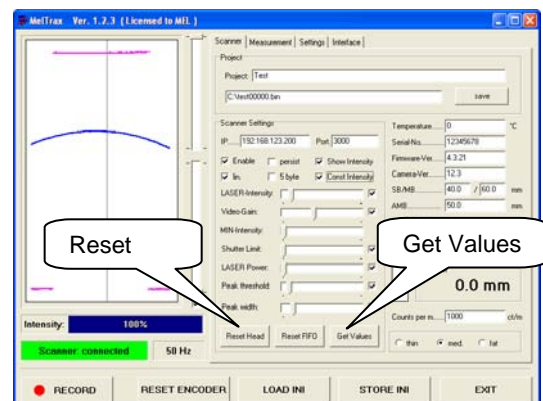 MelTrax Ver. 1.2.3 ( Licensed to MEL )
Scanner Measurement Settings Interface
Project
Project: Test
C:\test00000.bin save
Scanner Settings
IP..... 192.168.123.200 Port 3000
Enable persist Show Intensity
lin. 5 byte Const Intensity
LASER-Intensity:
Video-Gain:
MIN-Intensity:
Shutter Limit:
LASER Power:
Peak threshold:
Peak width:
Reset Head Reset FIFO Get Values
Temperature..... 0 °C
Serial-No...... 12345678
Firmware-Ver... 4.3.21
Camera-Ver..... 12.3
SB/MB...... 40.0 / 60.0 mm
AMB........ 50.0 mm
Reset
Get Values
0.0 mm
Counts per m.... 1000 ct/m
thin med. fat
Intensity: 100%
Scanner: connected 50 Hz
RECORD RESET ENCODER LOAD INI STORE INI EXIT